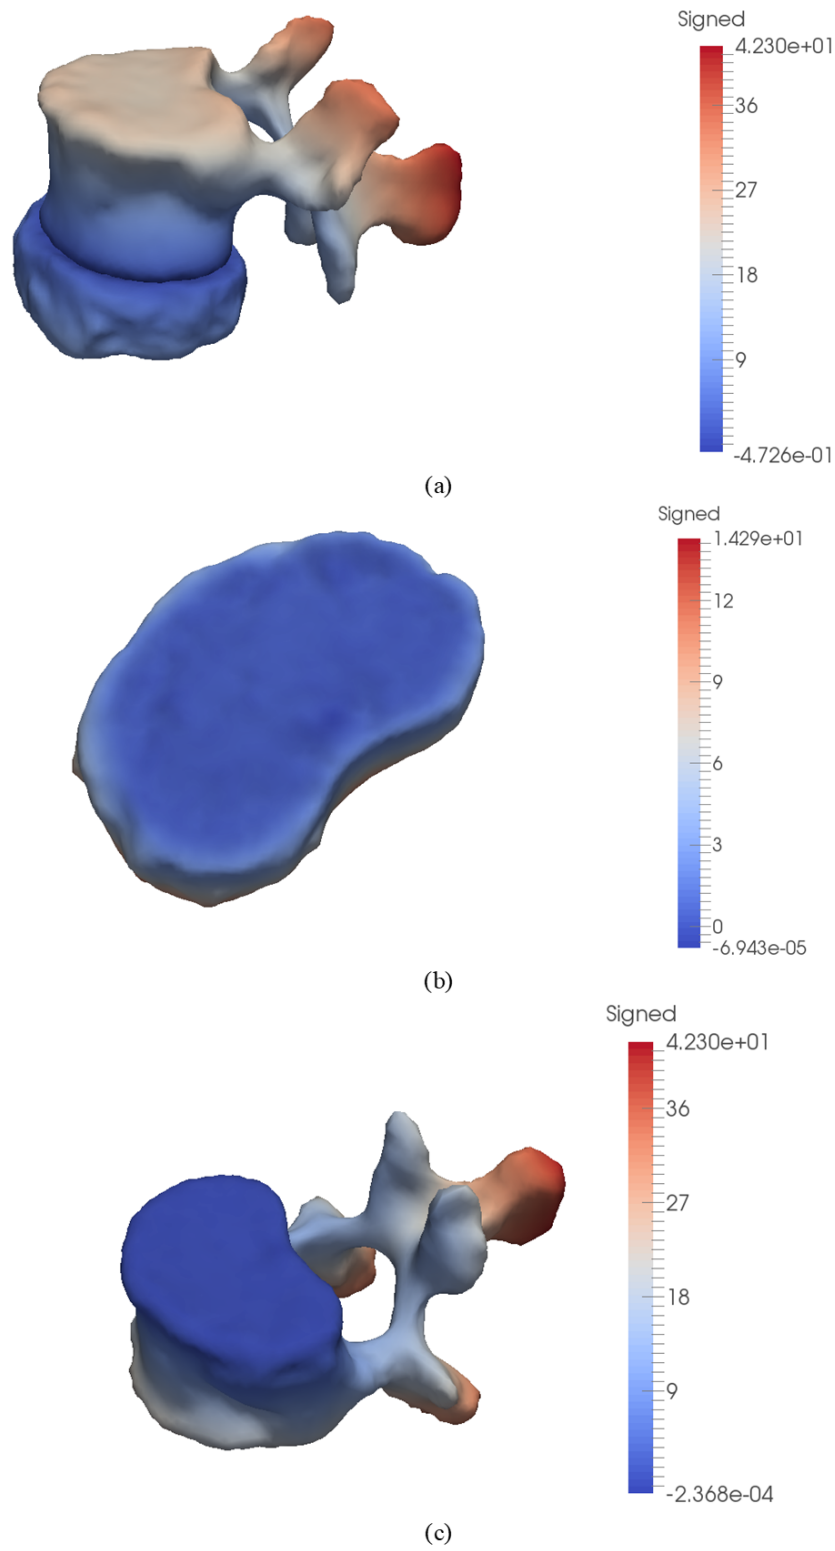 Signed
4.230e+01
36
27
18
9
-4.726e-01
(a)
Signed
1.429e+01
12
9
6
3
0
-6.943e-05
(b)
Signed
4.230e+01
36
27
18
9
-2.368e-04
(c)